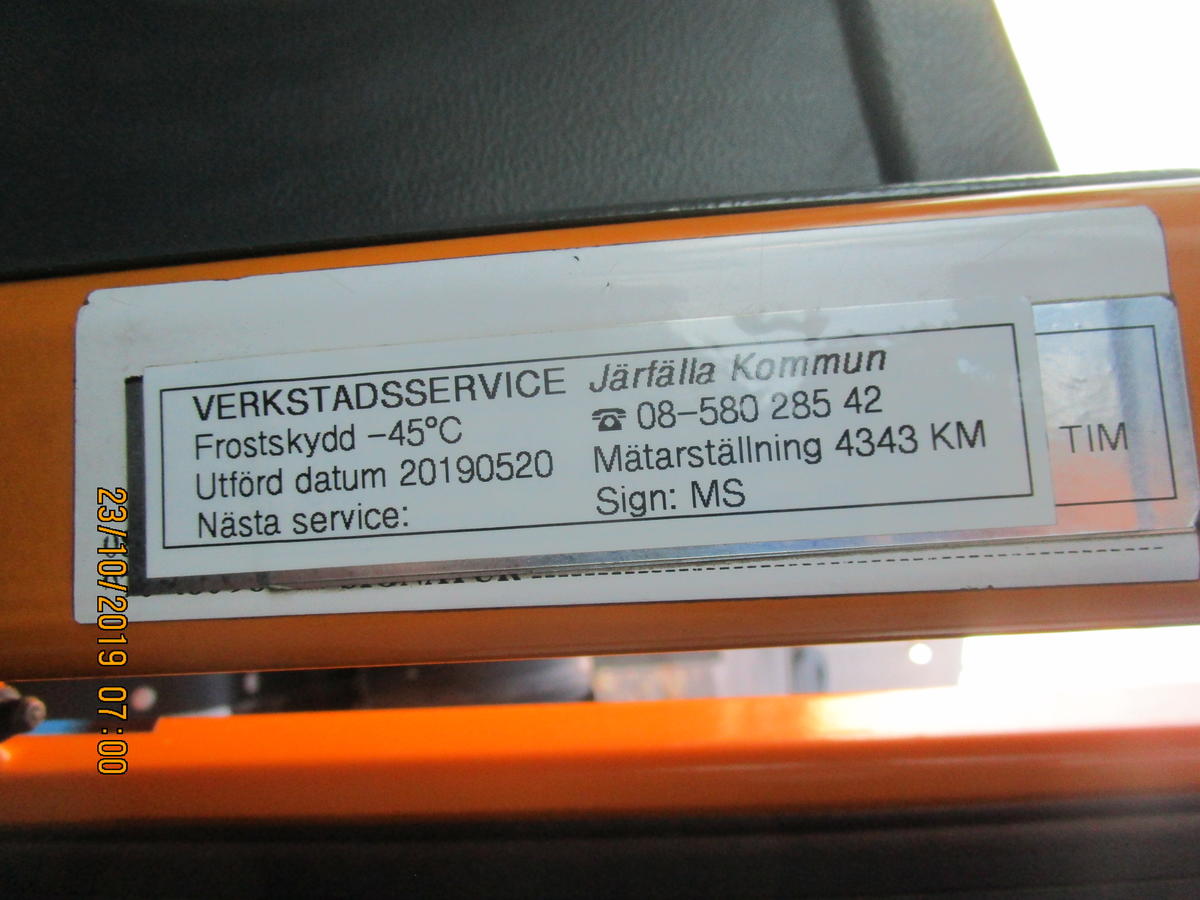 VERKSTADSSERVICE Järfälla Kommun
Frostskydd –45°C ☎ 08–580 285 42
Utförd datum 20190520 Mätarställning 4343 KM
Nästa service: Sign: MS
TIM
23/10/2019 07:00